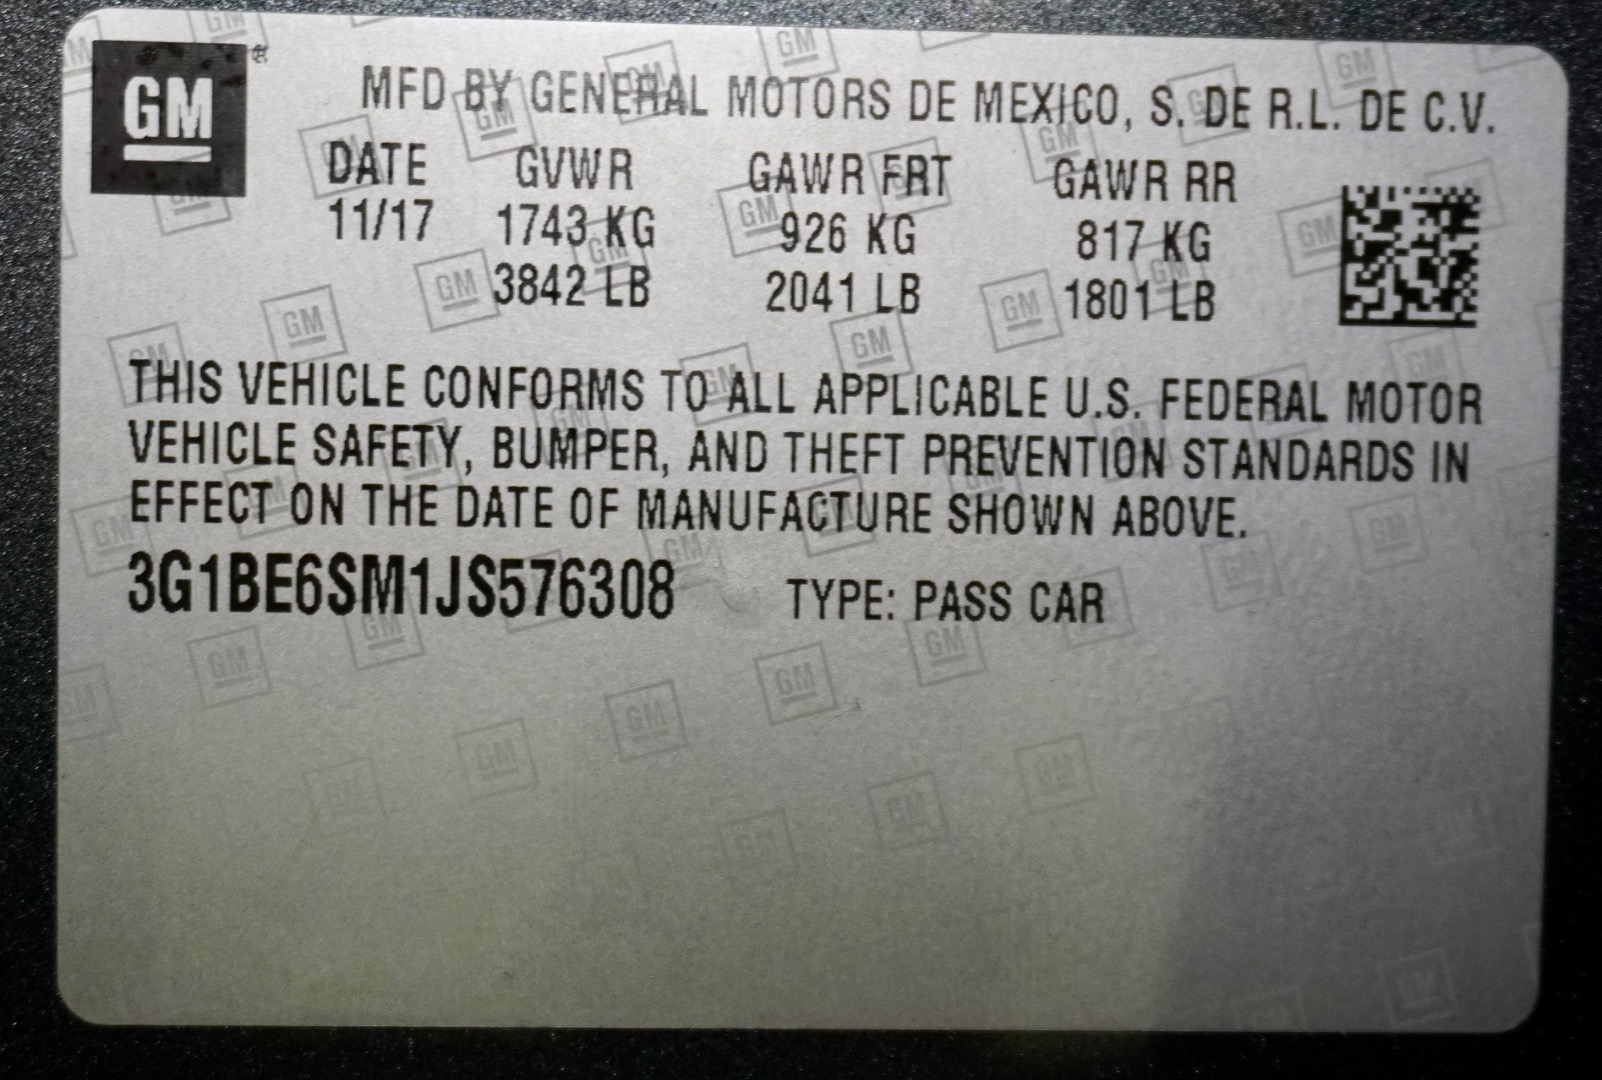 GM
MFD BY GENERAL MOTORS DE MEXICO, S. DE R.L. DE C.V.
DATE GVWR GAWR FRT GAWR RR
11/17 1743 KG 926 KG 817 KG
3842 LB 2041 LB 1801 LB
THIS VEHICLE CONFORMS TO ALL APPLICABLE U.S. FEDERAL MOTOR
VEHICLE SAFETY, BUMPER, AND THEFT PREVENTION STANDARDS IN
EFFECT ON THE DATE OF MANUFACTURE SHOWN ABOVE.
3G1BE6SM1JS576308 TYPE: PASS CAR